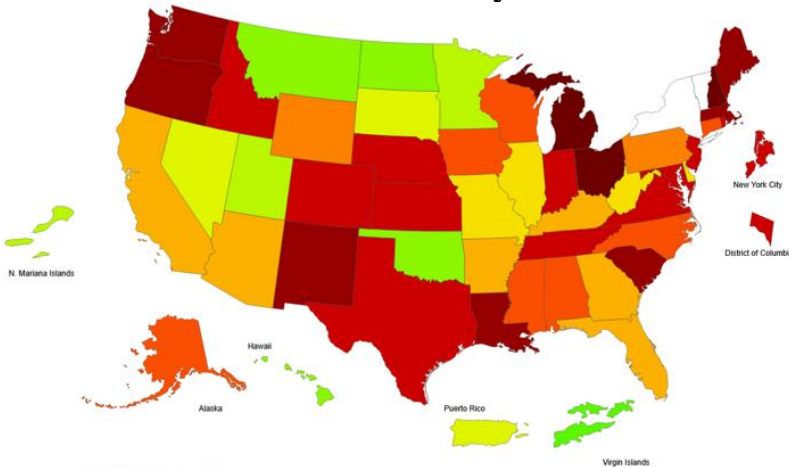 New York City
District of Columbi
N. Mariana Islands
Hawaii
Alaska
Puerto Rico
Virgin Islands